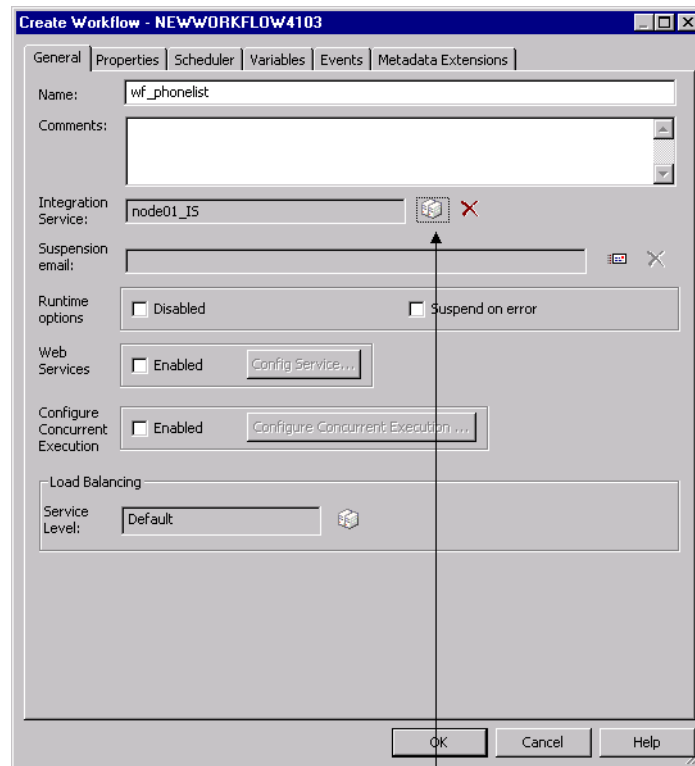 Create Workflow - NEWWORKFLOW4103
General Properties Scheduler Variables Events Metadata Extensions
Name: wf_phonelist
Comments:
Integration
Service: node01_IS
Suspension
email:
Runtime
options Disabled Suspend on error
Web
Services Enabled Config Service...
Configure
Concurrent
Execution Enabled Configure Concurrent Execution ...
Load Balancing
Service
Level: Default
OK Cancel Help